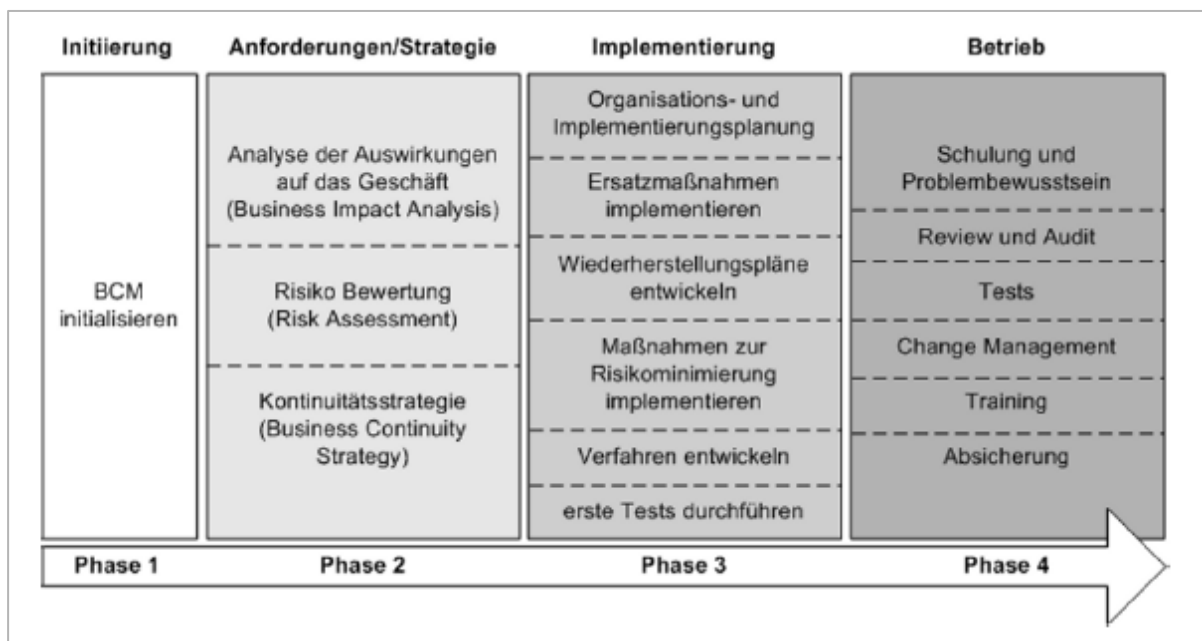 Initiierung
Anforderungen/Strategie
Implementierung
Betrieb
BCM
initialisieren
Analyse der Auswirkungen
auf das Geschäft
(Business Impact Analysis)
Risiko Bewertung
(Risk Assessment)
Kontinuitätsstrategie
(Business Continuity
Strategy)
Organisations- und
Implementierungsplanung
Ersatzmaßnahmen
implementieren
Wiederherstellungspläne
entwickeln
Maßnahmen zur
Risikominimierung
implementieren
Verfahren entwickeln
erste Tests durchführen
Schulung und
Problembewusstsein
Review und Audit
Tests
Change Management
Training
Absicherung
Phase 1
Phase 2
Phase 3
Phase 4